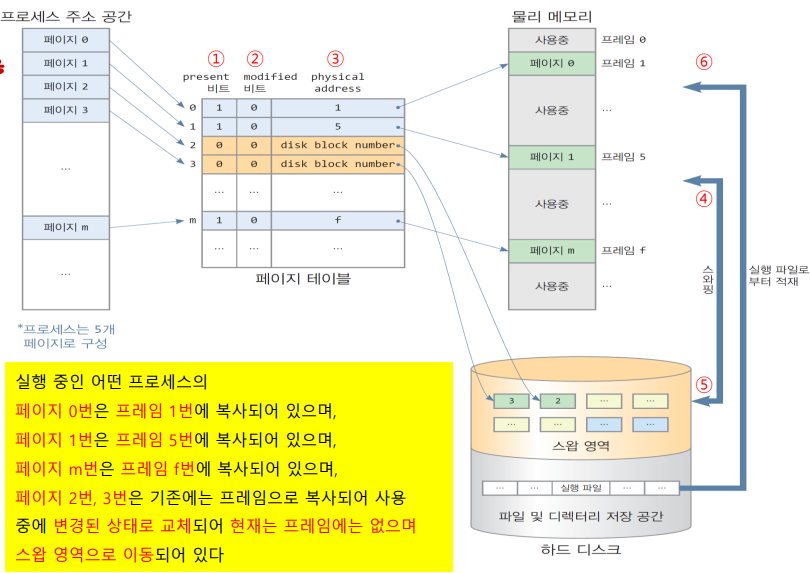 프로세스 주소 공간
페이지 0
페이지 1
페이지 2
페이지 3
...
페이지 m
...
*프로세스는 5개
페이지로 구성
① ② ③
present 비트
modified 비트
physical address
0 1 0 1
1 1 0 5
2 0 0 disk block number
3 0 0 disk block number
... ... ...
m 1 0 f
... ... ...
페이지 테이블
물리 메모리
사용중 프레임 0
페이지 0 프레임 1
사용중 ...
페이지 1 프레임 5
사용중 ...
페이지 m 프레임 f
사용중 ...
⑥
④
스와핑
실행 파일로
부터 적재
⑤
3 2 ... ...
... ... ... ...
스왑 영역
... ... 실행 파일 ... ...
파일 및 디렉터리 저장 공간
하드 디스크
실행 중인 어떤 프로세스의
페이지 0번은 프레임 1번에 복사되어 있으며,
페이지 1번은 프레임 5번에 복사되어 있으며,
페이지 m번은 프레임 f번에 복사되어 있으며,
페이지 2번, 3번은 기존에는 프레임으로 복사되어 사용
중에 변경된 상태로 교체되어 현재는 프레임에는 없으며
스왑 영역으로 이동되어 있다